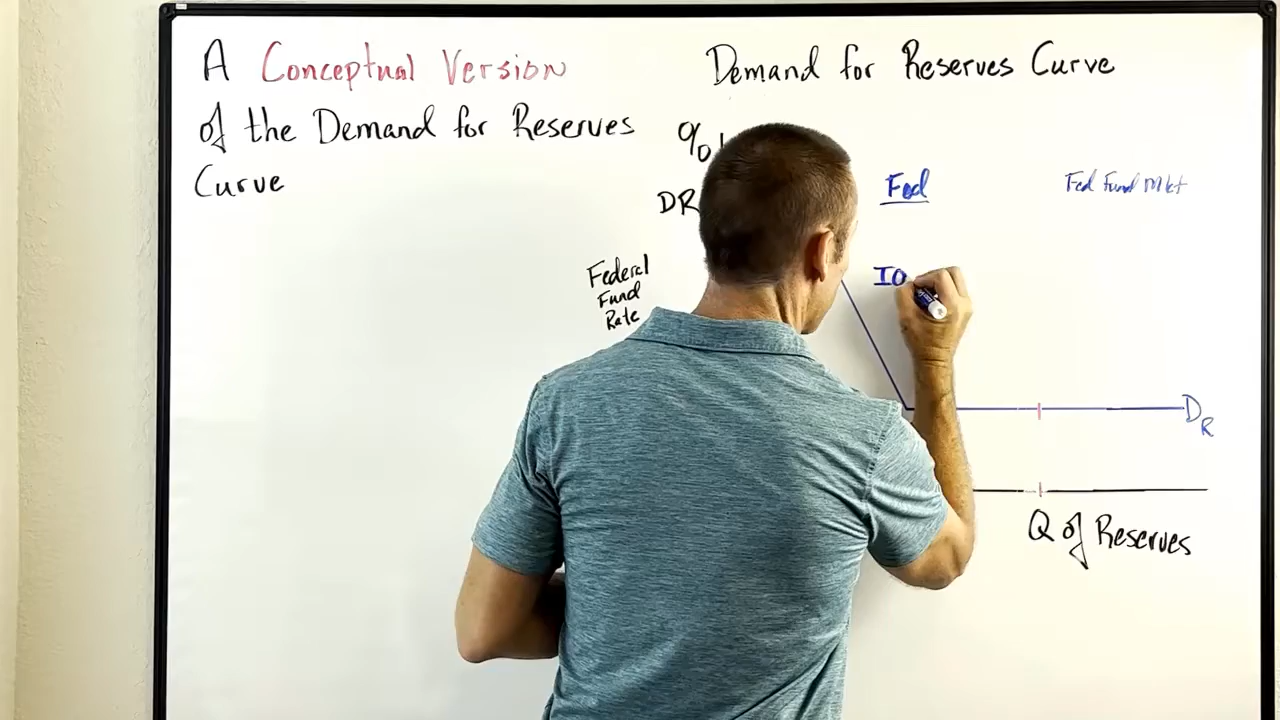 A Conceptual Version
of the Demand for Reserves
Curve
Demand for Reserves Curve
%
DR
Federal
Fund
Rate
Fed
Fed Fund Mkt
IO
DR
Q of Reserves